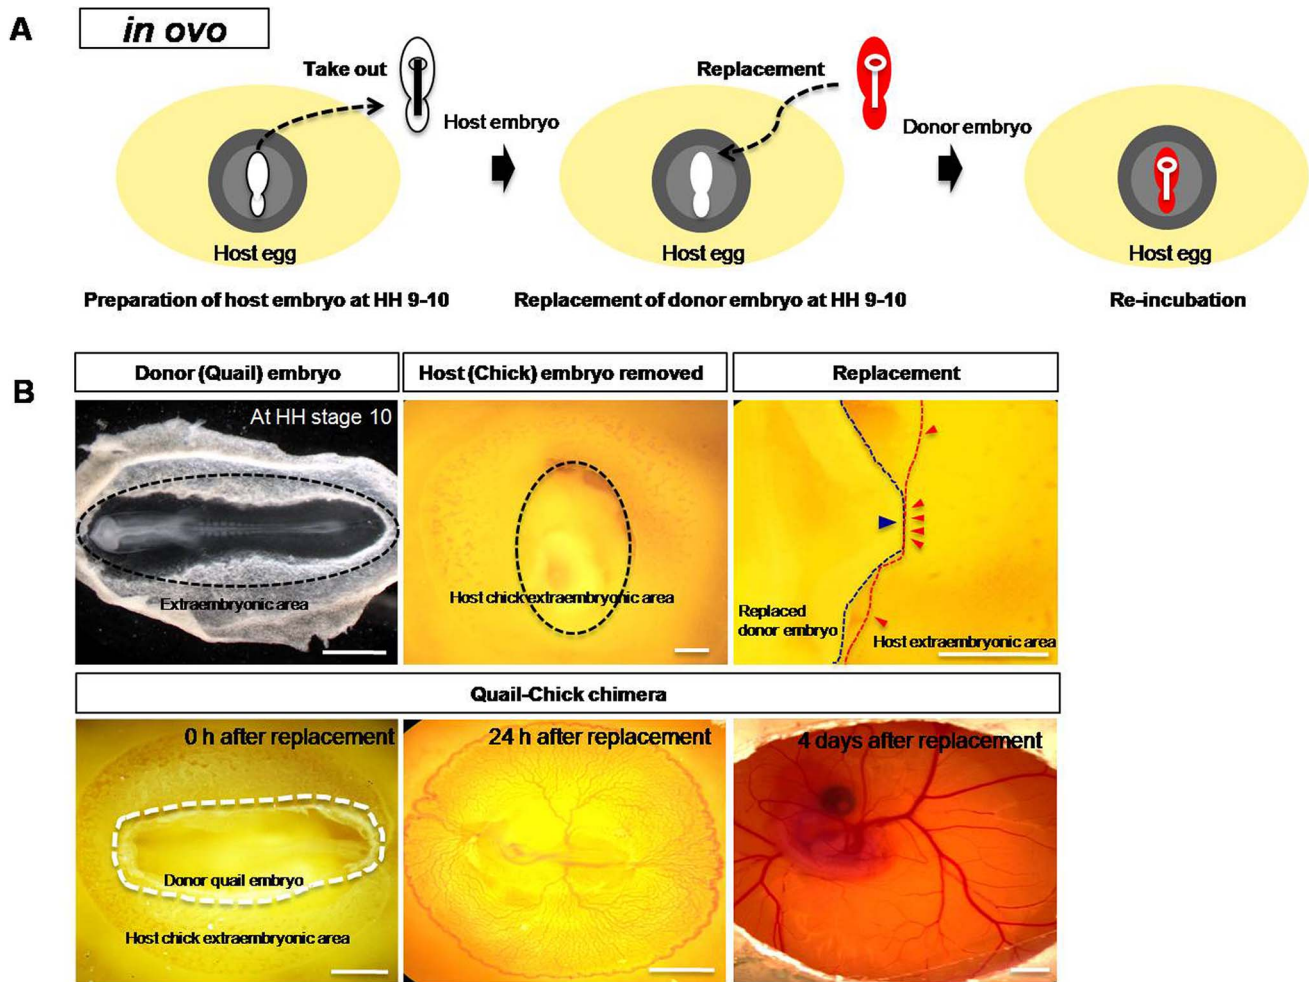 A
in ovo
Take out
Host embryo
Replacement
Donor embryo
Host egg
Host egg
Host egg
Preparation of host embryo at HH 9-10
Replacement of donor embryo at HH 9-10
Re-incubation
B
Donor (Quail) embryo
Host (Chick) embryo removed
Replacement
At HH stage 10
Extraembryonic area
Host chick extraembryonic area
Replaced
donor embryo
Host extraembryonic area
Quail-Chick chimera
0 h after replacement
24 h after replacement
4 days after replacement
Donor quail embryo
Host chick extraembryonic area